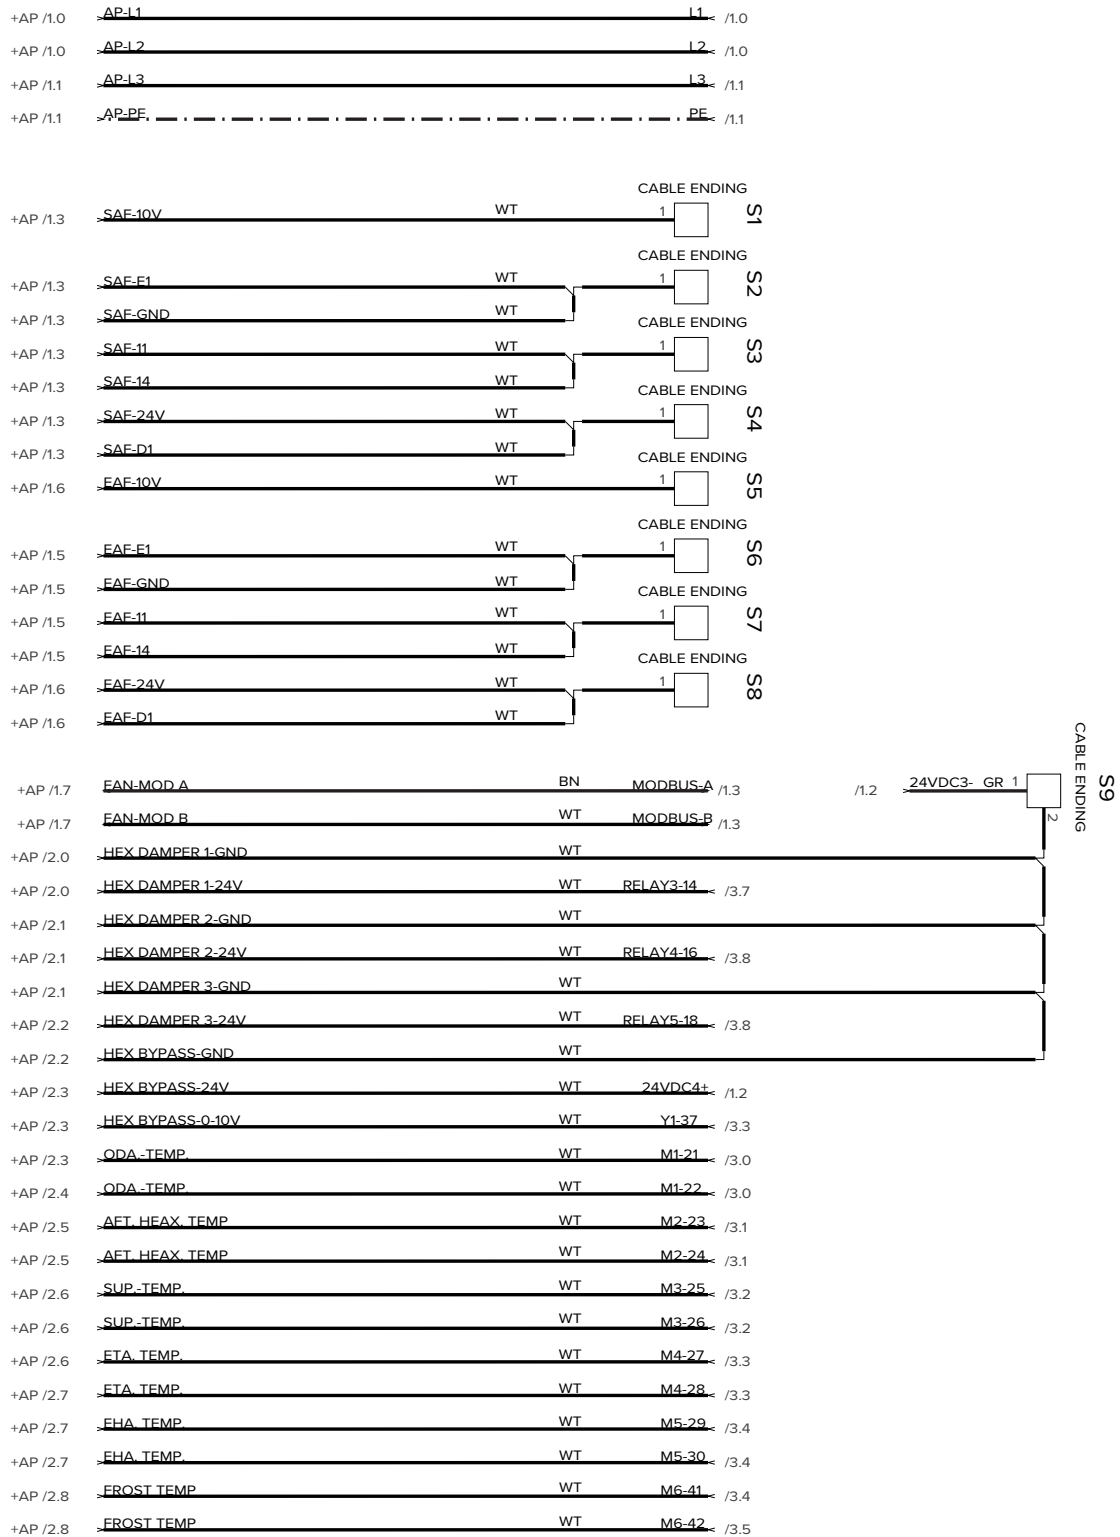 +AP /1.0 AP-L1 L1 /1.0
+AP /1.0 AP-L2 L2 /1.0
+AP /1.1 AP-L3 L3 /1.1
+AP /1.1 AP-PE PE /1.1
CABLE ENDING
+AP /1.3 SAF-10V WT 1 S1
CABLE ENDING
+AP /1.3 SAF-E1 WT 1 S2
+AP /1.3 SAF-GND WT
CABLE ENDING
+AP /1.3 SAF-11 WT 1 S3
+AP /1.3 SAF-14 WT
CABLE ENDING
+AP /1.3 SAF-24V WT 1 S4
+AP /1.3 SAF-D1 WT
CABLE ENDING
+AP /1.6 EAF-10V WT 1 S5
CABLE ENDING
+AP /1.5 EAF-E1 WT 1 S6
+AP /1.5 EAF-GND WT
CABLE ENDING
+AP /1.5 EAF-11 WT 1 S7
+AP /1.5 EAF-14 WT
CABLE ENDING
+AP /1.6 EAF-24V WT 1 S8
+AP /1.6 EAF-D1 WT
+AP /1.7 EAN-MOD A BN MODBUS-A /1.3 /1.2 24VDC3- GR 1 2 CABLE ENDING S9
+AP /1.7 EAN-MOD B WT MODBUS-B /1.3
+AP /2.0 HEX DAMPER 1-GND WT
+AP /2.0 HEX DAMPER 1-24V WT RELAY3-14 /3.7
+AP /2.1 HEX DAMPER 2-GND WT
+AP /2.1 HEX DAMPER 2-24V WT RELAY4-16 /3.8
+AP /2.1 HEX DAMPER 3-GND WT
+AP /2.2 HEX DAMPER 3-24V WT RELAY5-18 /3.8
+AP /2.2 HEX BYPASS-GND WT
+AP /2.3 HEX BYPASS-24V WT 24VDC4+ /1.2
+AP /2.3 HEX BYPASS-0-10V WT Y1-37 /3.3
+AP /2.3 ODA.-TEMP. WT M1-21 /3.0
+AP /2.4 ODA.-TEMP. WT M1-22 /3.0
+AP /2.5 AFT. HEAX. TEMP WT M2-23 /3.1
+AP /2.5 AFT. HEAX. TEMP WT M2-24 /3.1
+AP /2.6 SUP.-TEMP. WT M3-25 /3.2
+AP /2.6 SUP.-TEMP. WT M3-26 /3.2
+AP /2.6 ETA. TEMP. WT M4-27 /3.3
+AP /2.7 ETA. TEMP. WT M4-28 /3.3
+AP /2.7 EHA. TEMP. WT M5-29 /3.4
+AP /2.7 EHA. TEMP. WT M5-30 /3.4
+AP /2.8 FROST TEMP WT M6-41 /3.4
+AP /2.8 FROST TEMP WT M6-42 /3.5